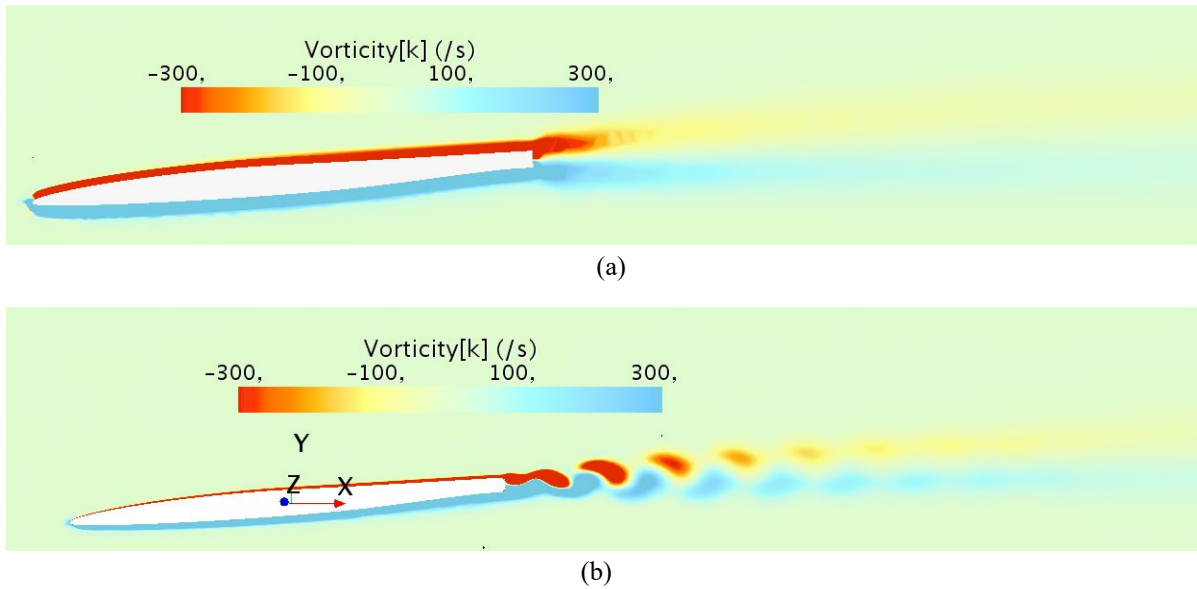 Vorticity[k] (/s)
-300, -100, 100, 300,
(a)
Vorticity[k] (/s)
-300, -100, 100, 300,
Y
Z X
(b)